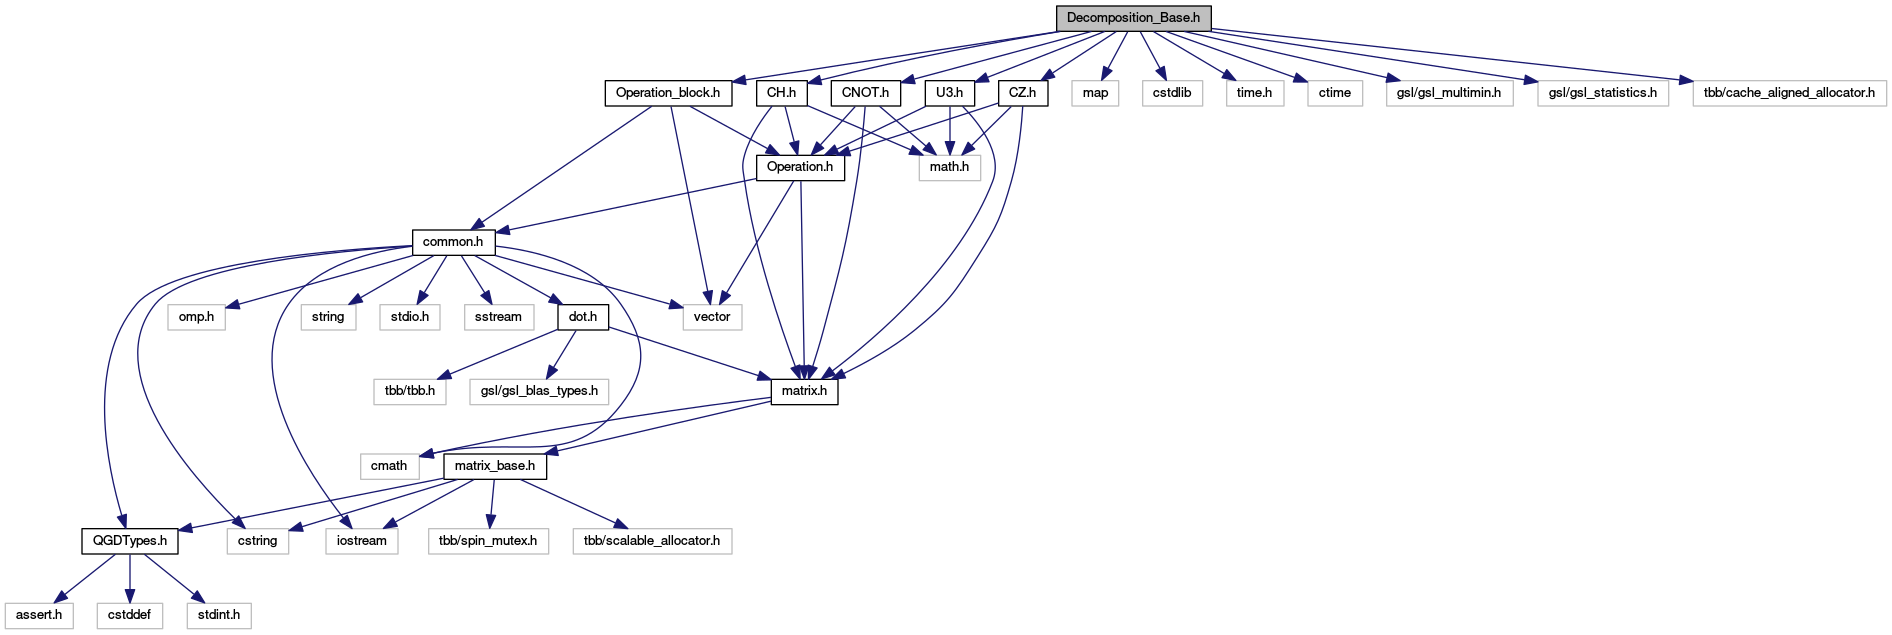 Decomposition_Base.h
Operation_block.h
CH.h
CNOT.h
U3.h
CZ.h
map
cstdlib
time.h
ctime
gsl/gsl_multimin.h
gsl/gsl_statistics.h
tbb/cache_aligned_allocator.h
Operation.h
math.h
common.h
omp.h
string
stdio.h
sstream
dot.h
vector
tbb/tbb.h
gsl/gsl_blas_types.h
matrix.h
cmath
matrix_base.h
QGDTypes.h
cstring
iostream
tbb/spin_mutex.h
tbb/scalable_allocator.h
assert.h
cstddef
stdint.h